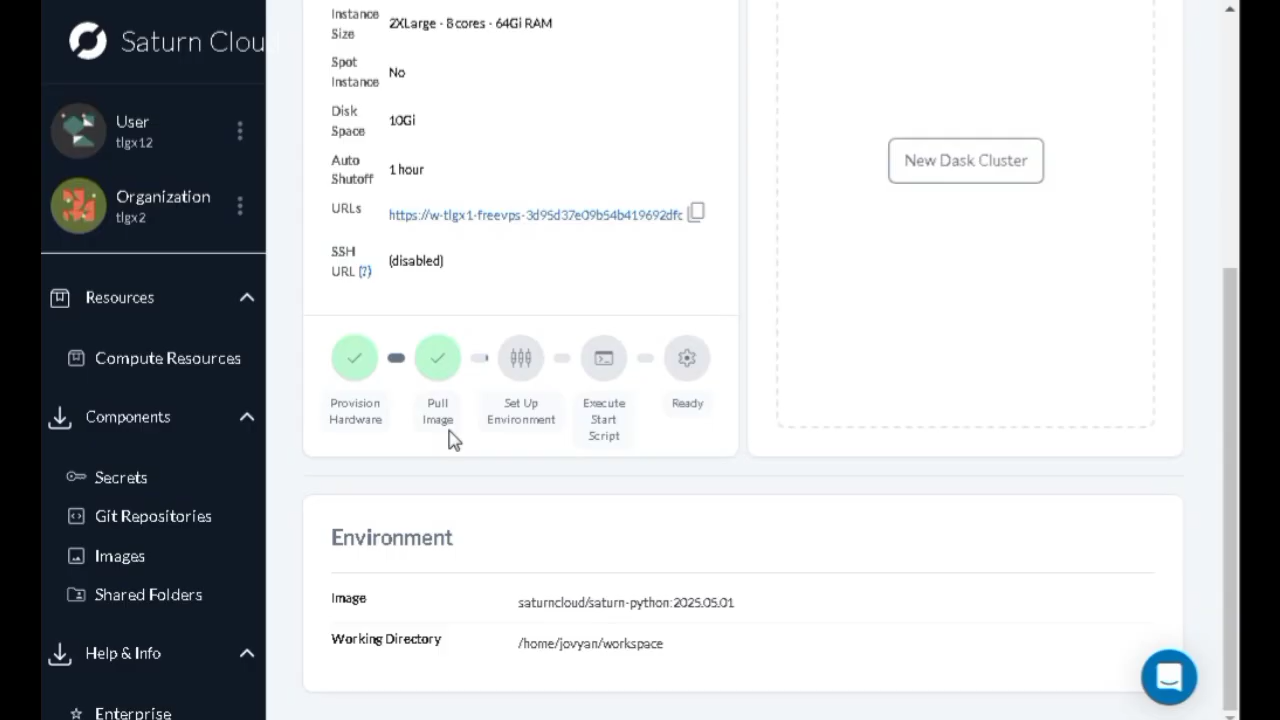 Saturn Clou
User
tlgx12
Organization
tlgx2
Resources
Compute Resources
Components
Secrets
Git Repositories
Images
Shared Folders
Help & Info
Enterprise
Instance
Size
2XLarge - 8 cores - 64Gi RAM
Spot
Instance
No
Disk
Space
10Gi
Auto
Shutoff
1 hour
URLs
https://w-tlgx1-freevps-3d95d37e09b54b419692dfc
SSH
URL (?)
(disabled)
Provision
Hardware
Pull
Image
Set Up
Environment
Execute
Start
Script
Ready
New Dask Cluster
Environment
Image
saturncloud/saturn-python:2025.05.01
Working Directory
/home/jovyan/workspace